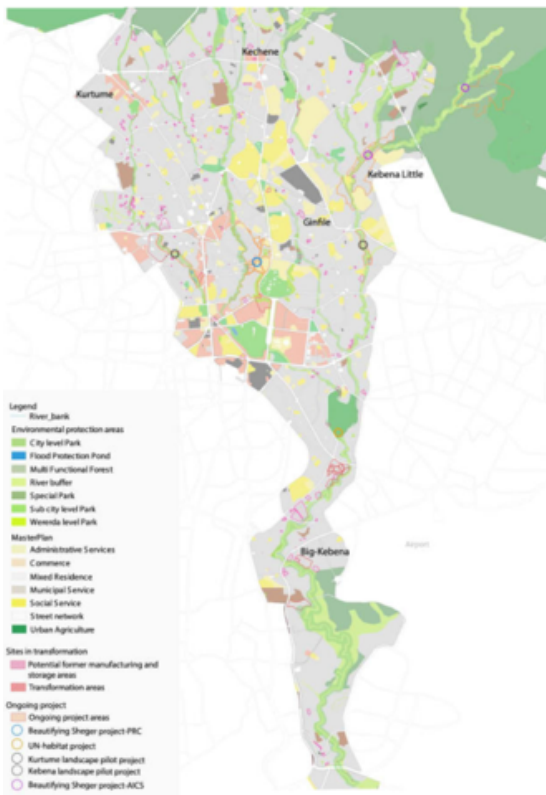 Kechene
Kurtume
Kebena Little
Ginfile
Big-Kebena
Airport
Legend
River_bank
Environmental protection areas
City level Park
Flood Protection Pond
Multi Functional Forest
River buffer
Special Park
Sub city level Park
Wererda level Park
MasterPlan
Administrative Services
Commerce
Mixed Residence
Municipal Service
Social Service
Street network
Urban Agriculture
Sites in transformation
Potential former manufacturing and
storage areas
Transformation areas
Ongoing project
Ongoing project areas
Beautifying Sheger project-PRC
UN-habitat project
Kurtume landscape pilot project
Kebena landscape pilot project
Beautifying Sheger project-AICS